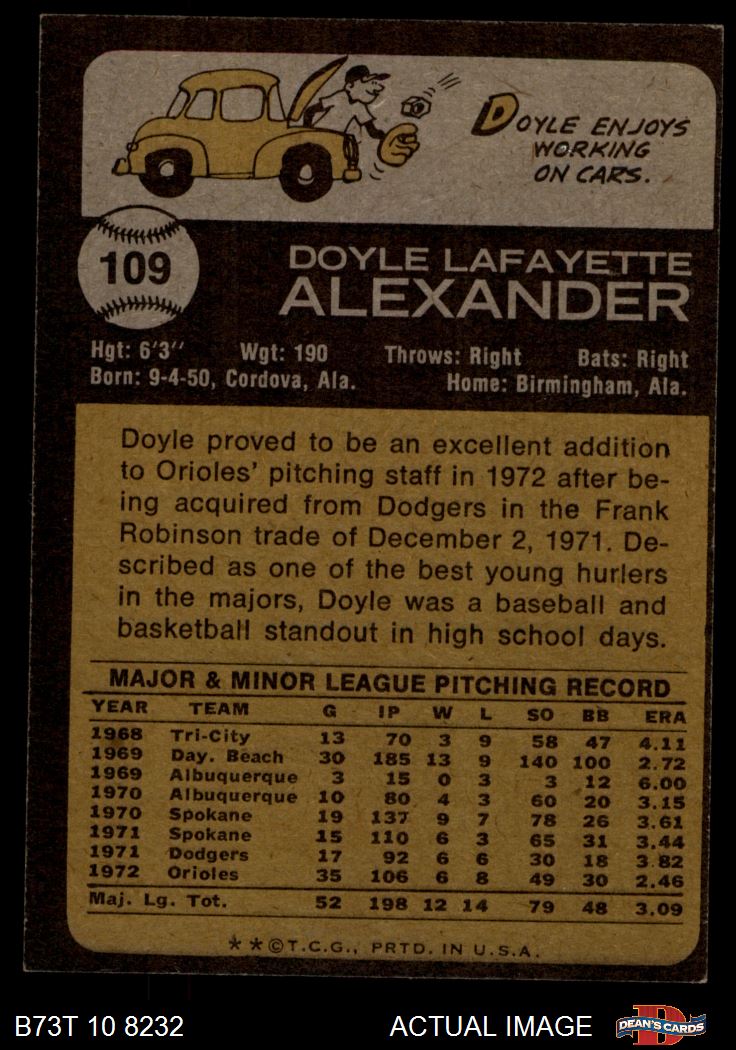 DOYLE ENJOYS
WORKING
ON CARS.
109
DOYLE LAFAYETTE
ALEXANDER
Hgt: 6'3" Wgt: 190 Throws: Right Bats: Right
Born: 9-4-50, Cordova, Ala. Home: Birmingham, Ala.
Doyle proved to be an excellent addition
to Orioles' pitching staff in 1972 after be-
ing acquired from Dodgers in the Frank
Robinson trade of December 2, 1971. De-
scribed as one of the best young hurlers
in the majors, Doyle was a baseball and
basketball standout in high school days.
MAJOR & MINOR LEAGUE PITCHING RECORD
YEAR TEAM G IP W L SO BB ERA
1968 Tri-City 13 70 3 9 58 47 4.11
1969 Day. Beach 30 185 13 9 140 100 2.72
1969 Albuquerque 3 15 0 3 3 12 6.00
1970 Albuquerque 10 80 4 3 60 20 3.15
1970 Spokane 19 137 9 7 78 26 3.61
1971 Spokane 15 110 6 3 65 31 3.44
1971 Dodgers 17 92 6 6 30 18 3.82
1972 Orioles 35 106 6 8 49 30 2.46
Maj. Lg. Tot. 52 198 12 14 79 48 3.09
**©T.C.G., PRTD. IN U.S.A.
B73T 10 8232 ACTUAL IMAGE DEAN'S CARDS